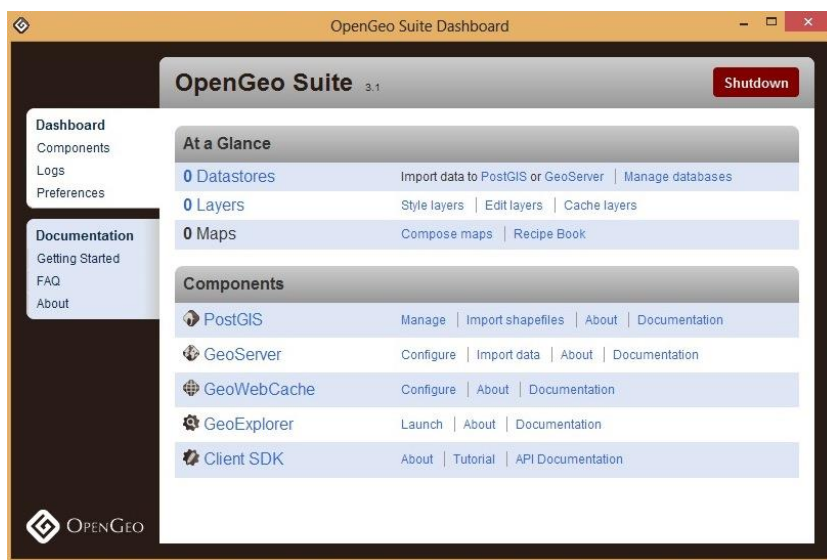 OpenGeo Suite Dashboard
OpenGeo Suite 3.1
Shutdown
Dashboard
Components
Logs
Preferences
Documentation
Getting Started
FAQ
About
At a Glance
0 Datastores Import data to PostGIS or GeoServer | Manage databases
0 Layers Style layers | Edit layers | Cache layers
0 Maps Compose maps | Recipe Book
Components
PostGIS Manage | Import shapefiles | About | Documentation
GeoServer Configure | Import data | About | Documentation
GeoWebCache Configure | About | Documentation
GeoExplorer Launch | About | Documentation
Client SDK About | Tutorial | API Documentation
OPENGEO